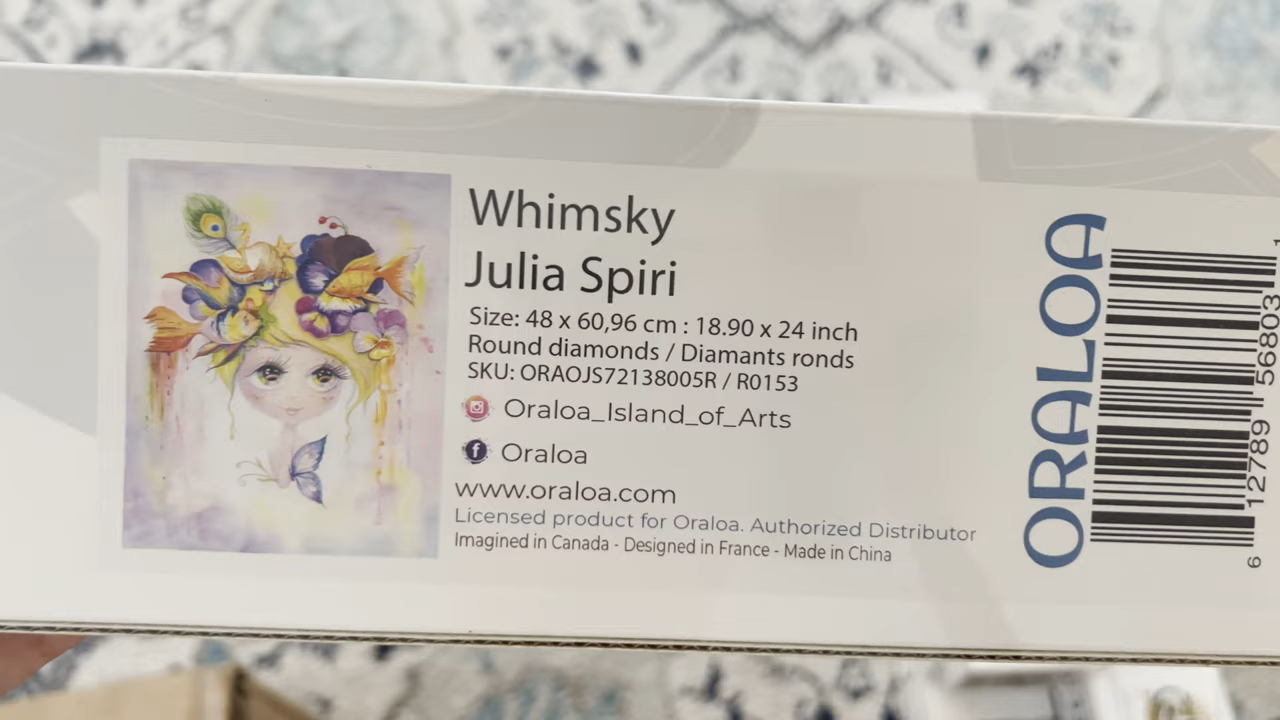 Whimsky
Julia Spiri
Size: 48 x 60,96 cm : 18.90 x 24 inch
Round diamonds / Diamants ronds
SKU: ORAOJS72138005R / R0153
Oraloa_Island_of_Arts
f Oraloa
www.oraloa.com
Licensed product for Oraloa. Authorized Distributor
Imagined in Canada - Designed in France - Made in China
ORALOA
6 12789 56803 1